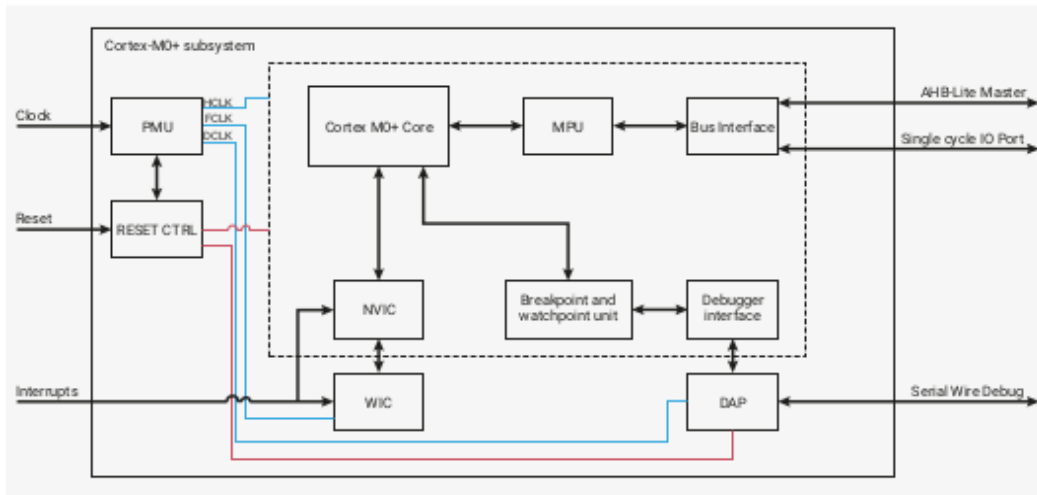 Cortex-M0+ subsystem
Clock
PMU
HCLK
FCLK
DCLK
Cortex M0+ Core
MPU
Bus Interface
AHB-Lite Master
Single cycle IO Port
Reset
RESET CTRL
NVIC
Breakpoint and
watchpoint unit
Debugger
interface
Interrupts
WIC
DAP
Serial Wire Debug